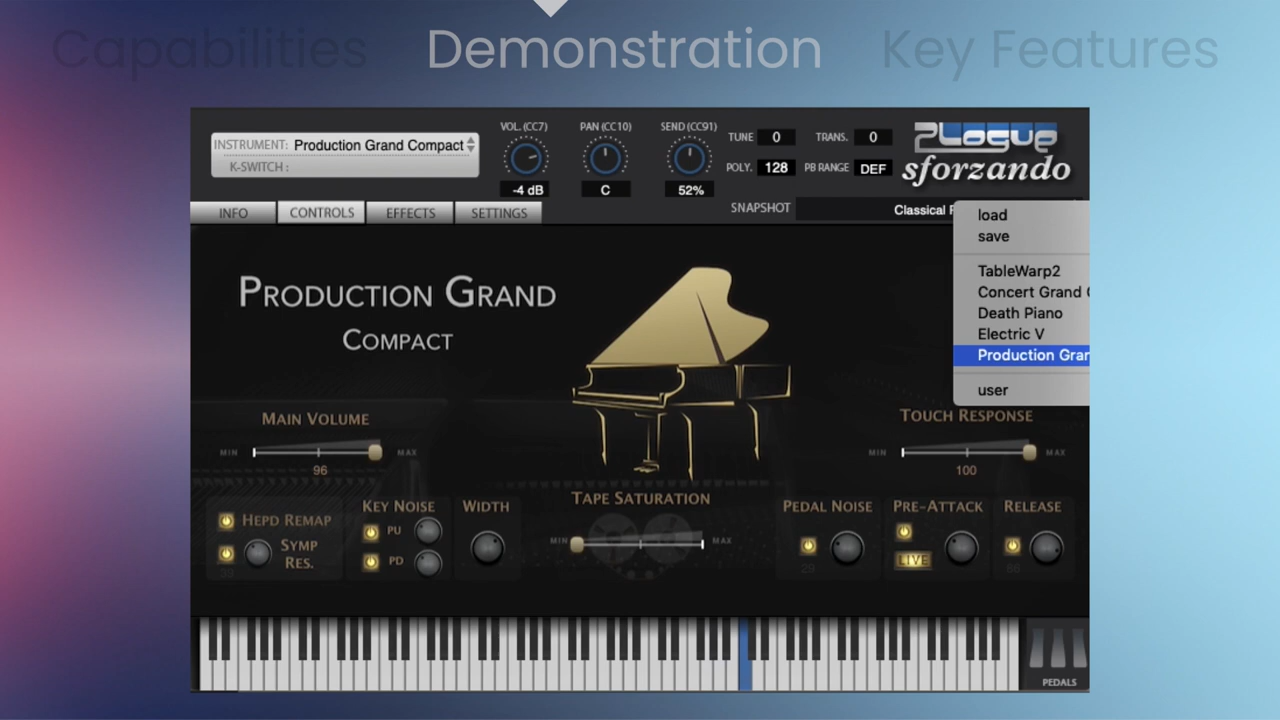 Capabilities Demonstration Key Features
INSTRUMENT: Production Grand Compact
K-SWITCH :
VOL. (CC7) PAN (CC10) SEND (CC91)
-4 dB C 52%
TUNE 0 TRANS. 0
POLY. 128 PB RANGE DEF
Plogue
sforzando
INFO CONTROLS EFFECTS SETTINGS
SNAPSHOT Classical
load
save
TableWarp2
Concert Grand
Death Piano
Electric V
Production Gran
user
PRODUCTION GRAND
COMPACT
MAIN VOLUME
MIN MAX
96
TOUCH RESPONSE
MIN MAX
100
HEPD REMAP
SYMP
RES.
33
KEY NOISE
PU
PD
WIDTH
TAPE SATURATION
MIN MAX
PEDAL NOISE
29
PRE-ATTACK
LIVE
RELEASE
PEDALS